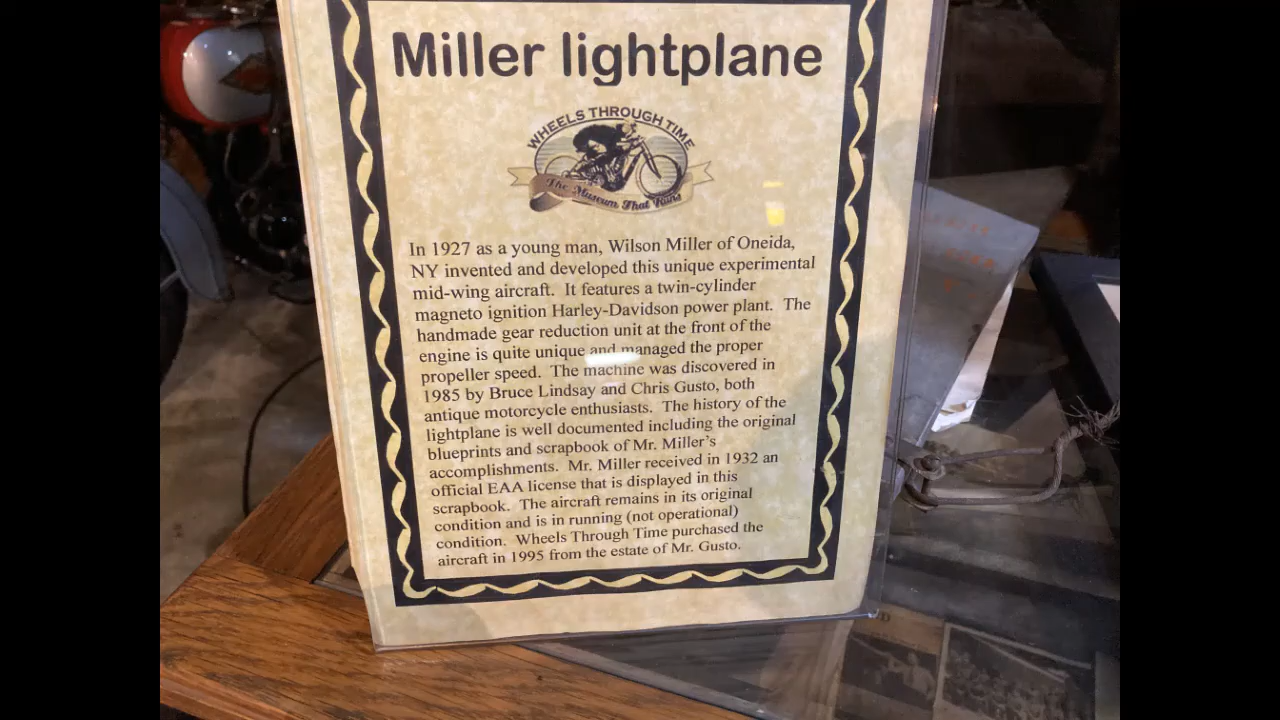 Miller lightplane
WHEELS THROUGH TIME
The Museum That Runs
In 1927 as a young man, Wilson Miller of Oneida,
NY invented and developed this unique experimental
mid-wing aircraft. It features a twin-cylinder
magneto ignition Harley-Davidson power plant. The
handmade gear reduction unit at the front of the
engine is quite unique and managed the proper
propeller speed. The machine was discovered in
1985 by Bruce Lindsay and Chris Gusto, both
antique motorcycle enthusiasts. The history of the
lightplane is well documented including the original
blueprints and scrapbook of Mr. Miller's
accomplishments. Mr. Miller received in 1932 an
official EAA license that is displayed in this
scrapbook. The aircraft remains in its original
condition and is in running (not operational)
condition. Wheels Through Time purchased the
aircraft in 1995 from the estate of Mr. Gusto.